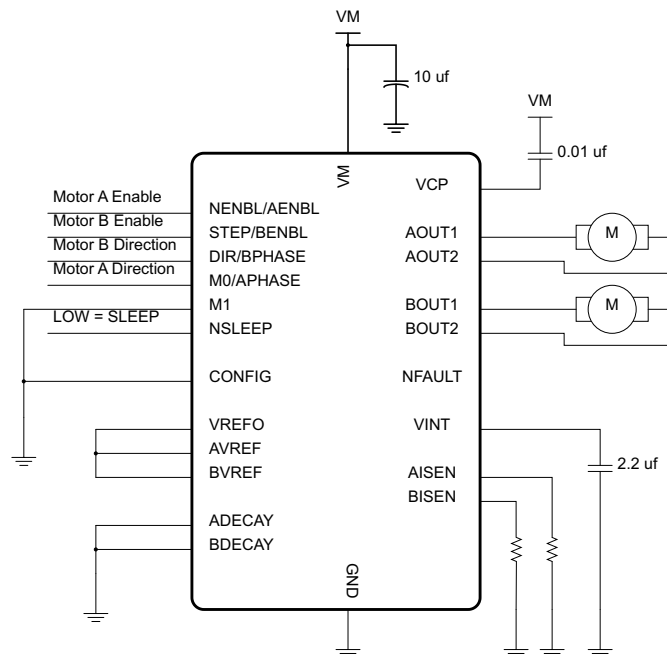 VM
10 uf
VM
0.01 uf
VM
VCP
Motor A Enable
NENBL/AENBL
Motor B Enable
STEP/BENBL
AOUT1
M
Motor B Direction
DIR/BPHASE
AOUT2
Motor A Direction
M0/APHASE
M1
BOUT1
M
LOW = SLEEP
NSLEEP
BOUT2
CONFIG
NFAULT
VREFO
VINT
AVREF
2.2 uf
BVREF
AISEN
BISEN
ADECAY
BDECAY
GND